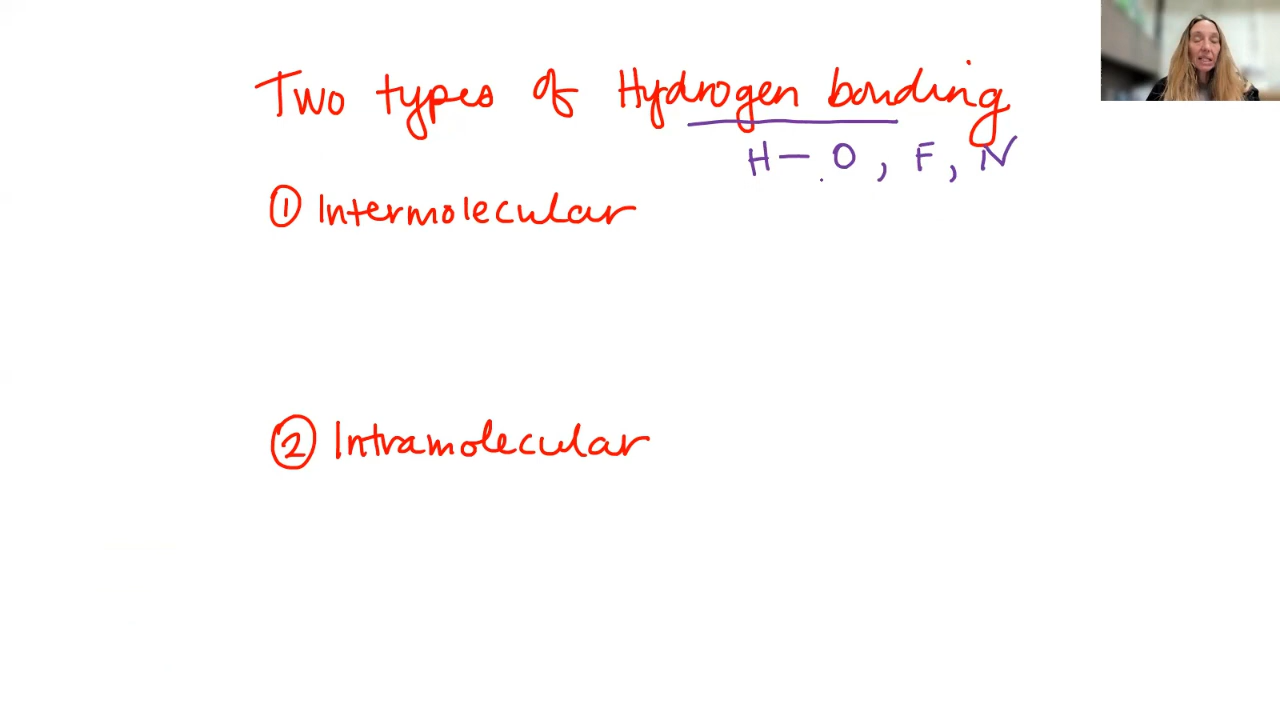 Two types of Hydrogen bonding
H — O , F , N
① Intermolecular
② Intramolecular